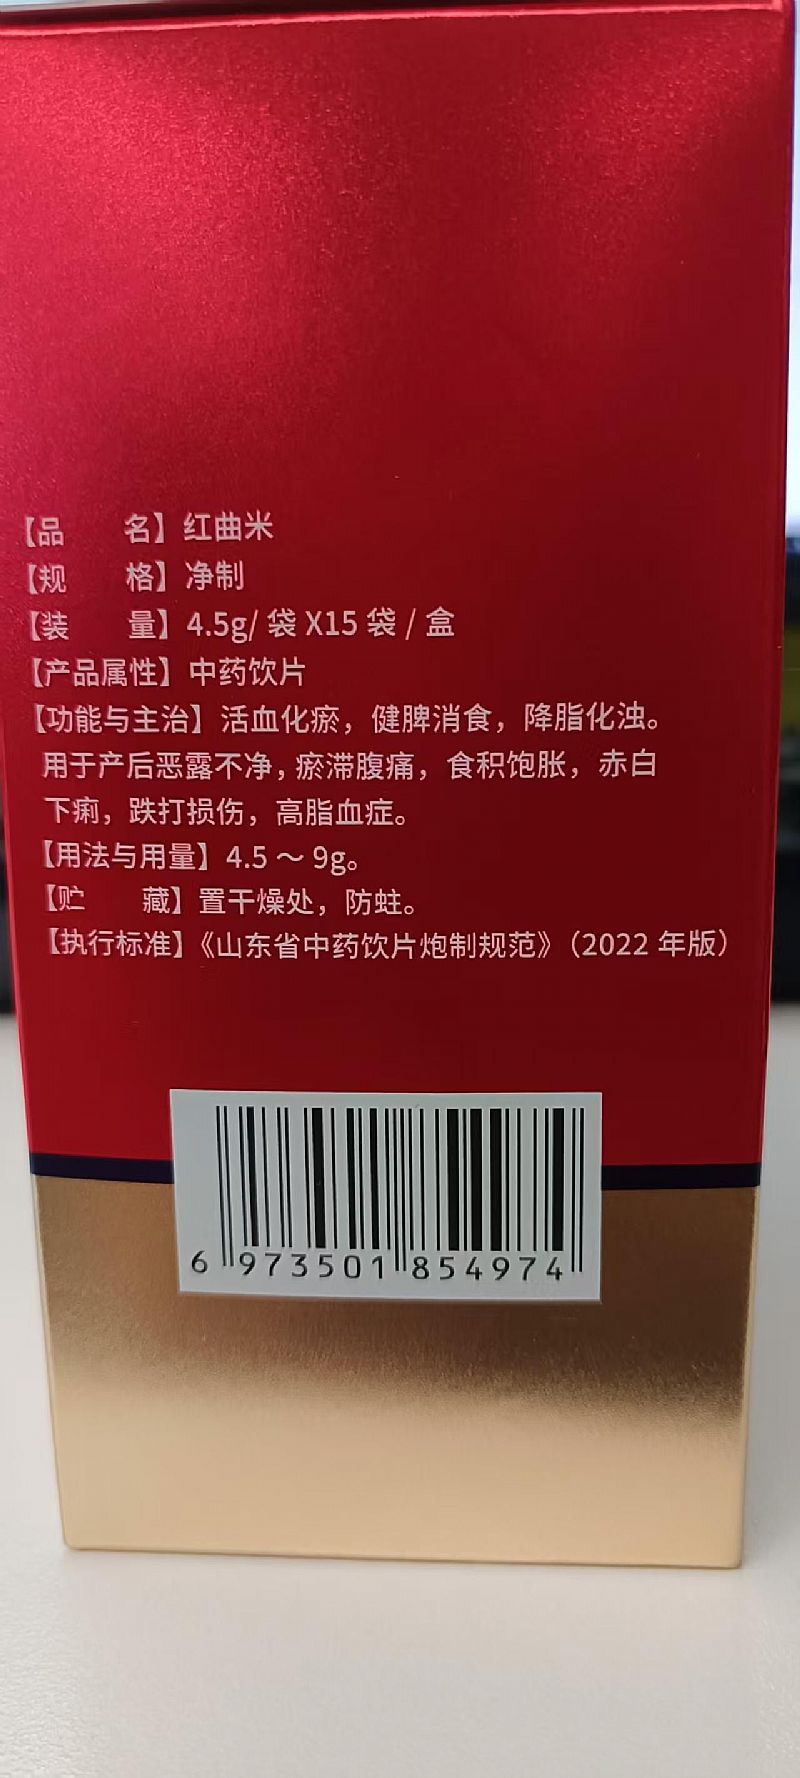 【品　　名】红曲米
【规　　格】净制
【装　　量】4.5g/ 袋 X15 袋 / 盒
【产品属性】中药饮片
【功能与主治】活血化瘀，健脾消食，降脂化浊。
用于产后恶露不净，瘀滞腹痛，食积饱胀，赤白
下痢，跌打损伤，高脂血症。
【用法与用量】4.5～9g。
【贮　　藏】置干燥处，防蛀。
【执行标准】《山东省中药饮片炮制规范》（2022 年版）
6 973501 854974